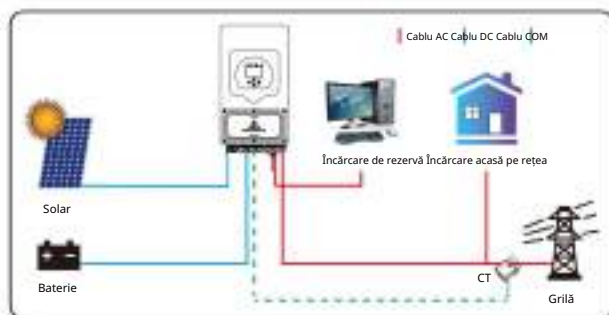 Cablu AC Cablu DC Cablu COM
Încărcare de rezervă Încărcare acasă pe rețea
Solar
Baterie
CT
Grilă